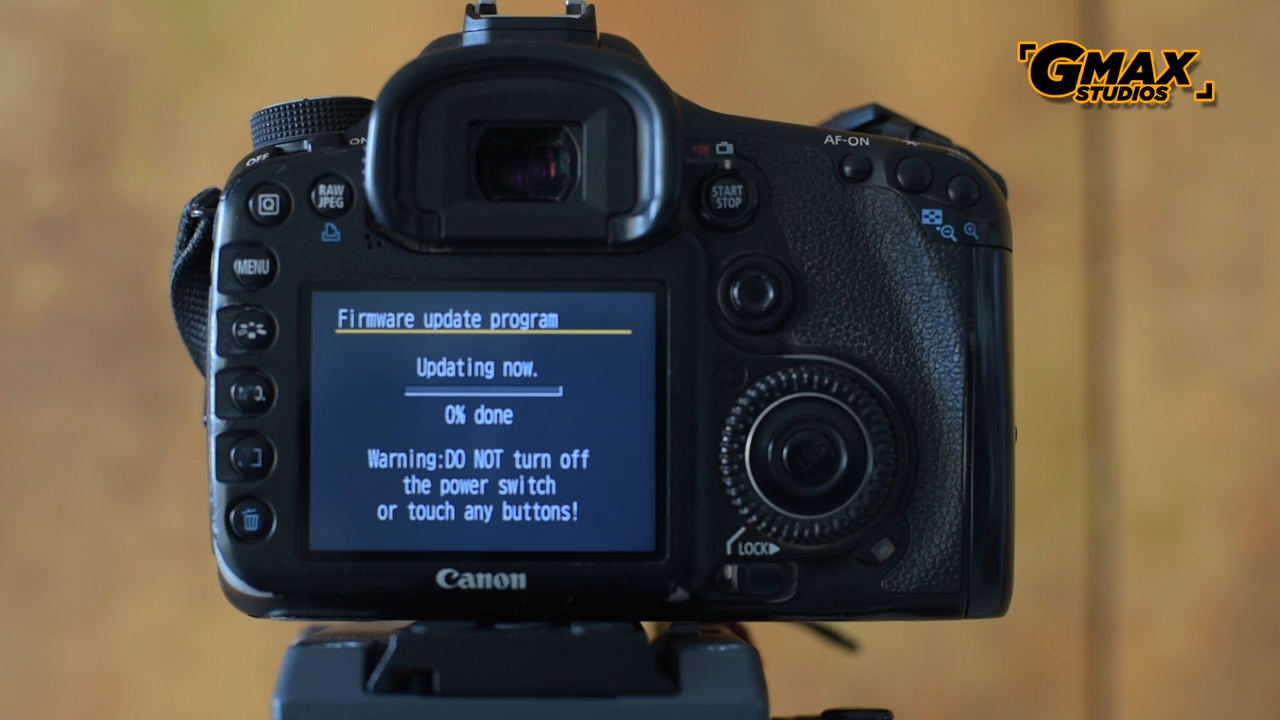 GMAX
STUDIOS
ON
OFF
AF-ON
RAW
JPEG
START
STOP
Q
MENU
Firmware update program
Updating now.
0% done
Warning:DO NOT turn off
the power switch
or touch any buttons!
LOCK
Canon